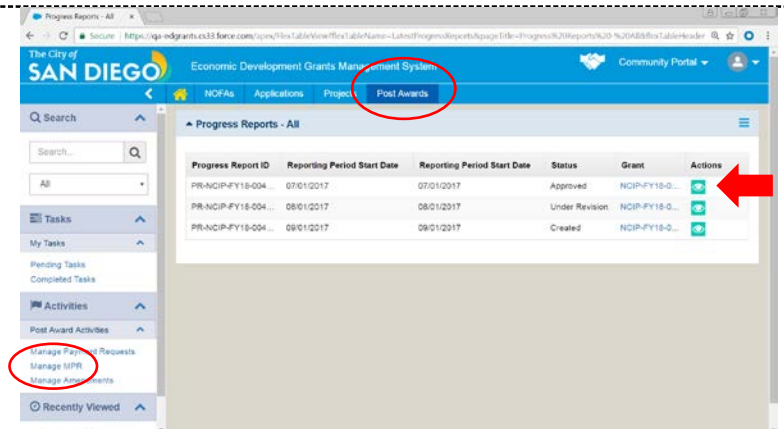 Progress Reports - All
Secure https://qa-edgrants.cs33.force.com/apex/FlexTableView?flexTableName=LatestProgressReports&pageTitle=Progress%20Reports%20-%20All&flexTableHeader
The City of
SAN DIEGO
Economic Development Grants Management System
Community Portal
NOFAs Applications Projects Post Awards
Search
Progress Reports - All
Search...
All
Progress Report ID Reporting Period Start Date Reporting Period Start Date Status Grant Actions
PR-NCIP-FY18-004... 07/01/2017 07/01/2017 Approved NCIP-FY18-0...
PR-NCIP-FY18-004... 08/01/2017 08/01/2017 Under Revision NCIP-FY18-0...
PR-NCIP-FY18-004... 09/01/2017 09/01/2017 Created NCIP-FY18-0...
Tasks
My Tasks
Pending Tasks
Completed Tasks
Activities
Post Award Activities
Manage Payment Requests
Manage MPR
Manage Amendments
Recently Viewed